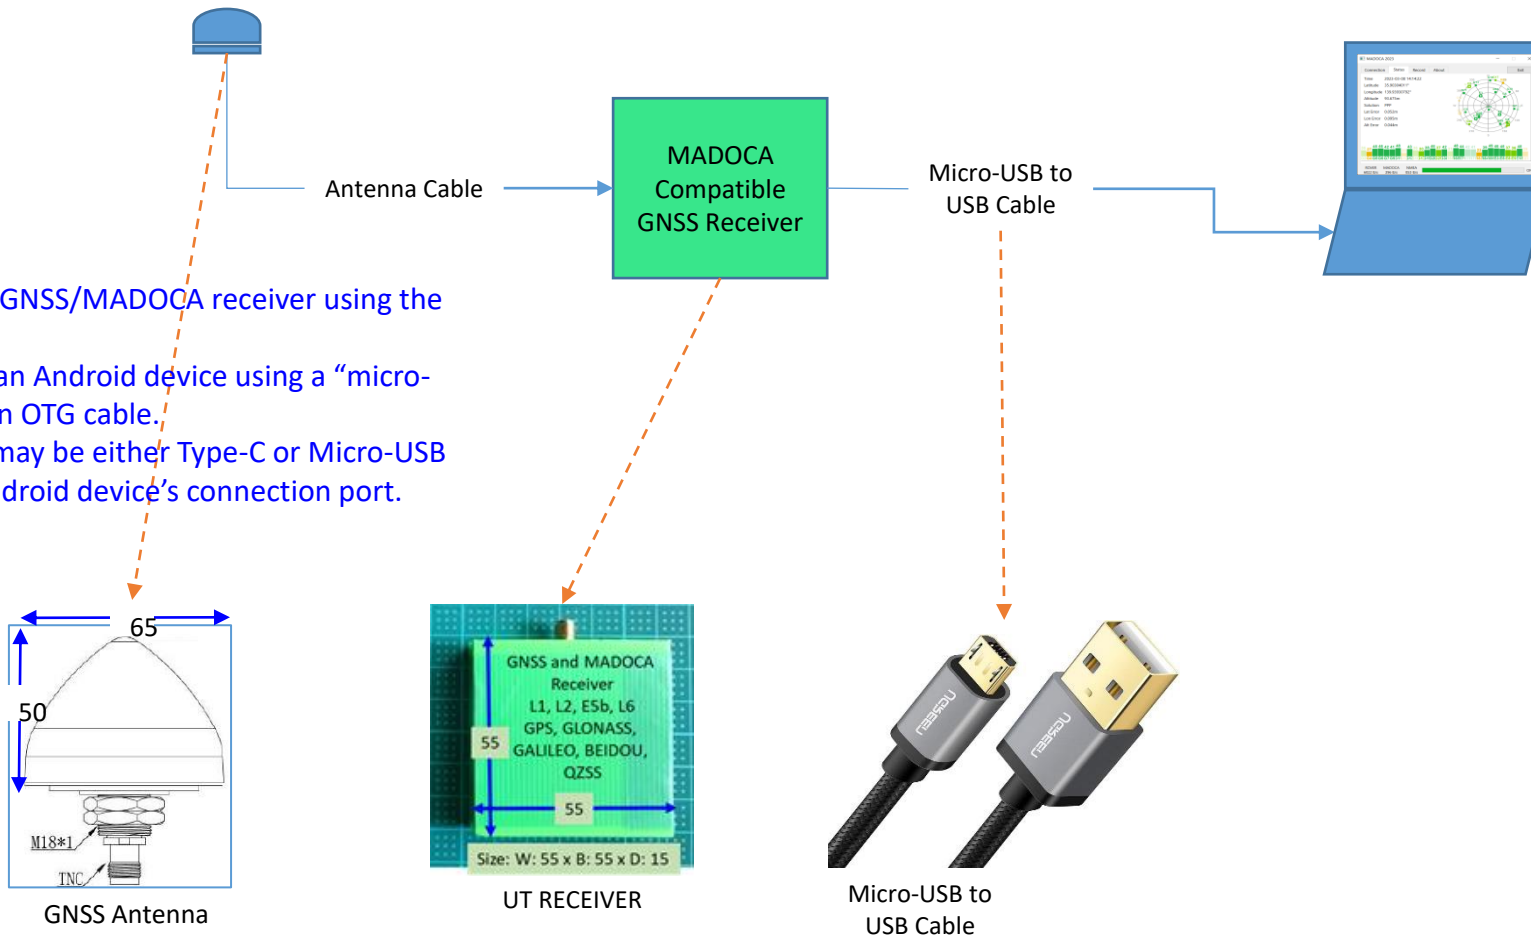 MADOCA
Compatible
GNSS Receiver
Antenna Cable
Micro-USB to
USB Cable
GNSS/MADOCA receiver using the
an Android device using a “micro-
n OTG cable.
may be either Type-C or Micro-USB
droid device’s connection port.
65
50
M18*1
TNC
GNSS Antenna
GNSS and MADOCA
Receiver
L1, L2, E5b, L6
GPS, GLONASS,
GALILEO, BEIDOU,
QZSS
55
55
Size: W: 55 x B: 55 x D: 15
UT RECEIVER
UGREEN
UGREEN
Micro-USB to
USB Cable